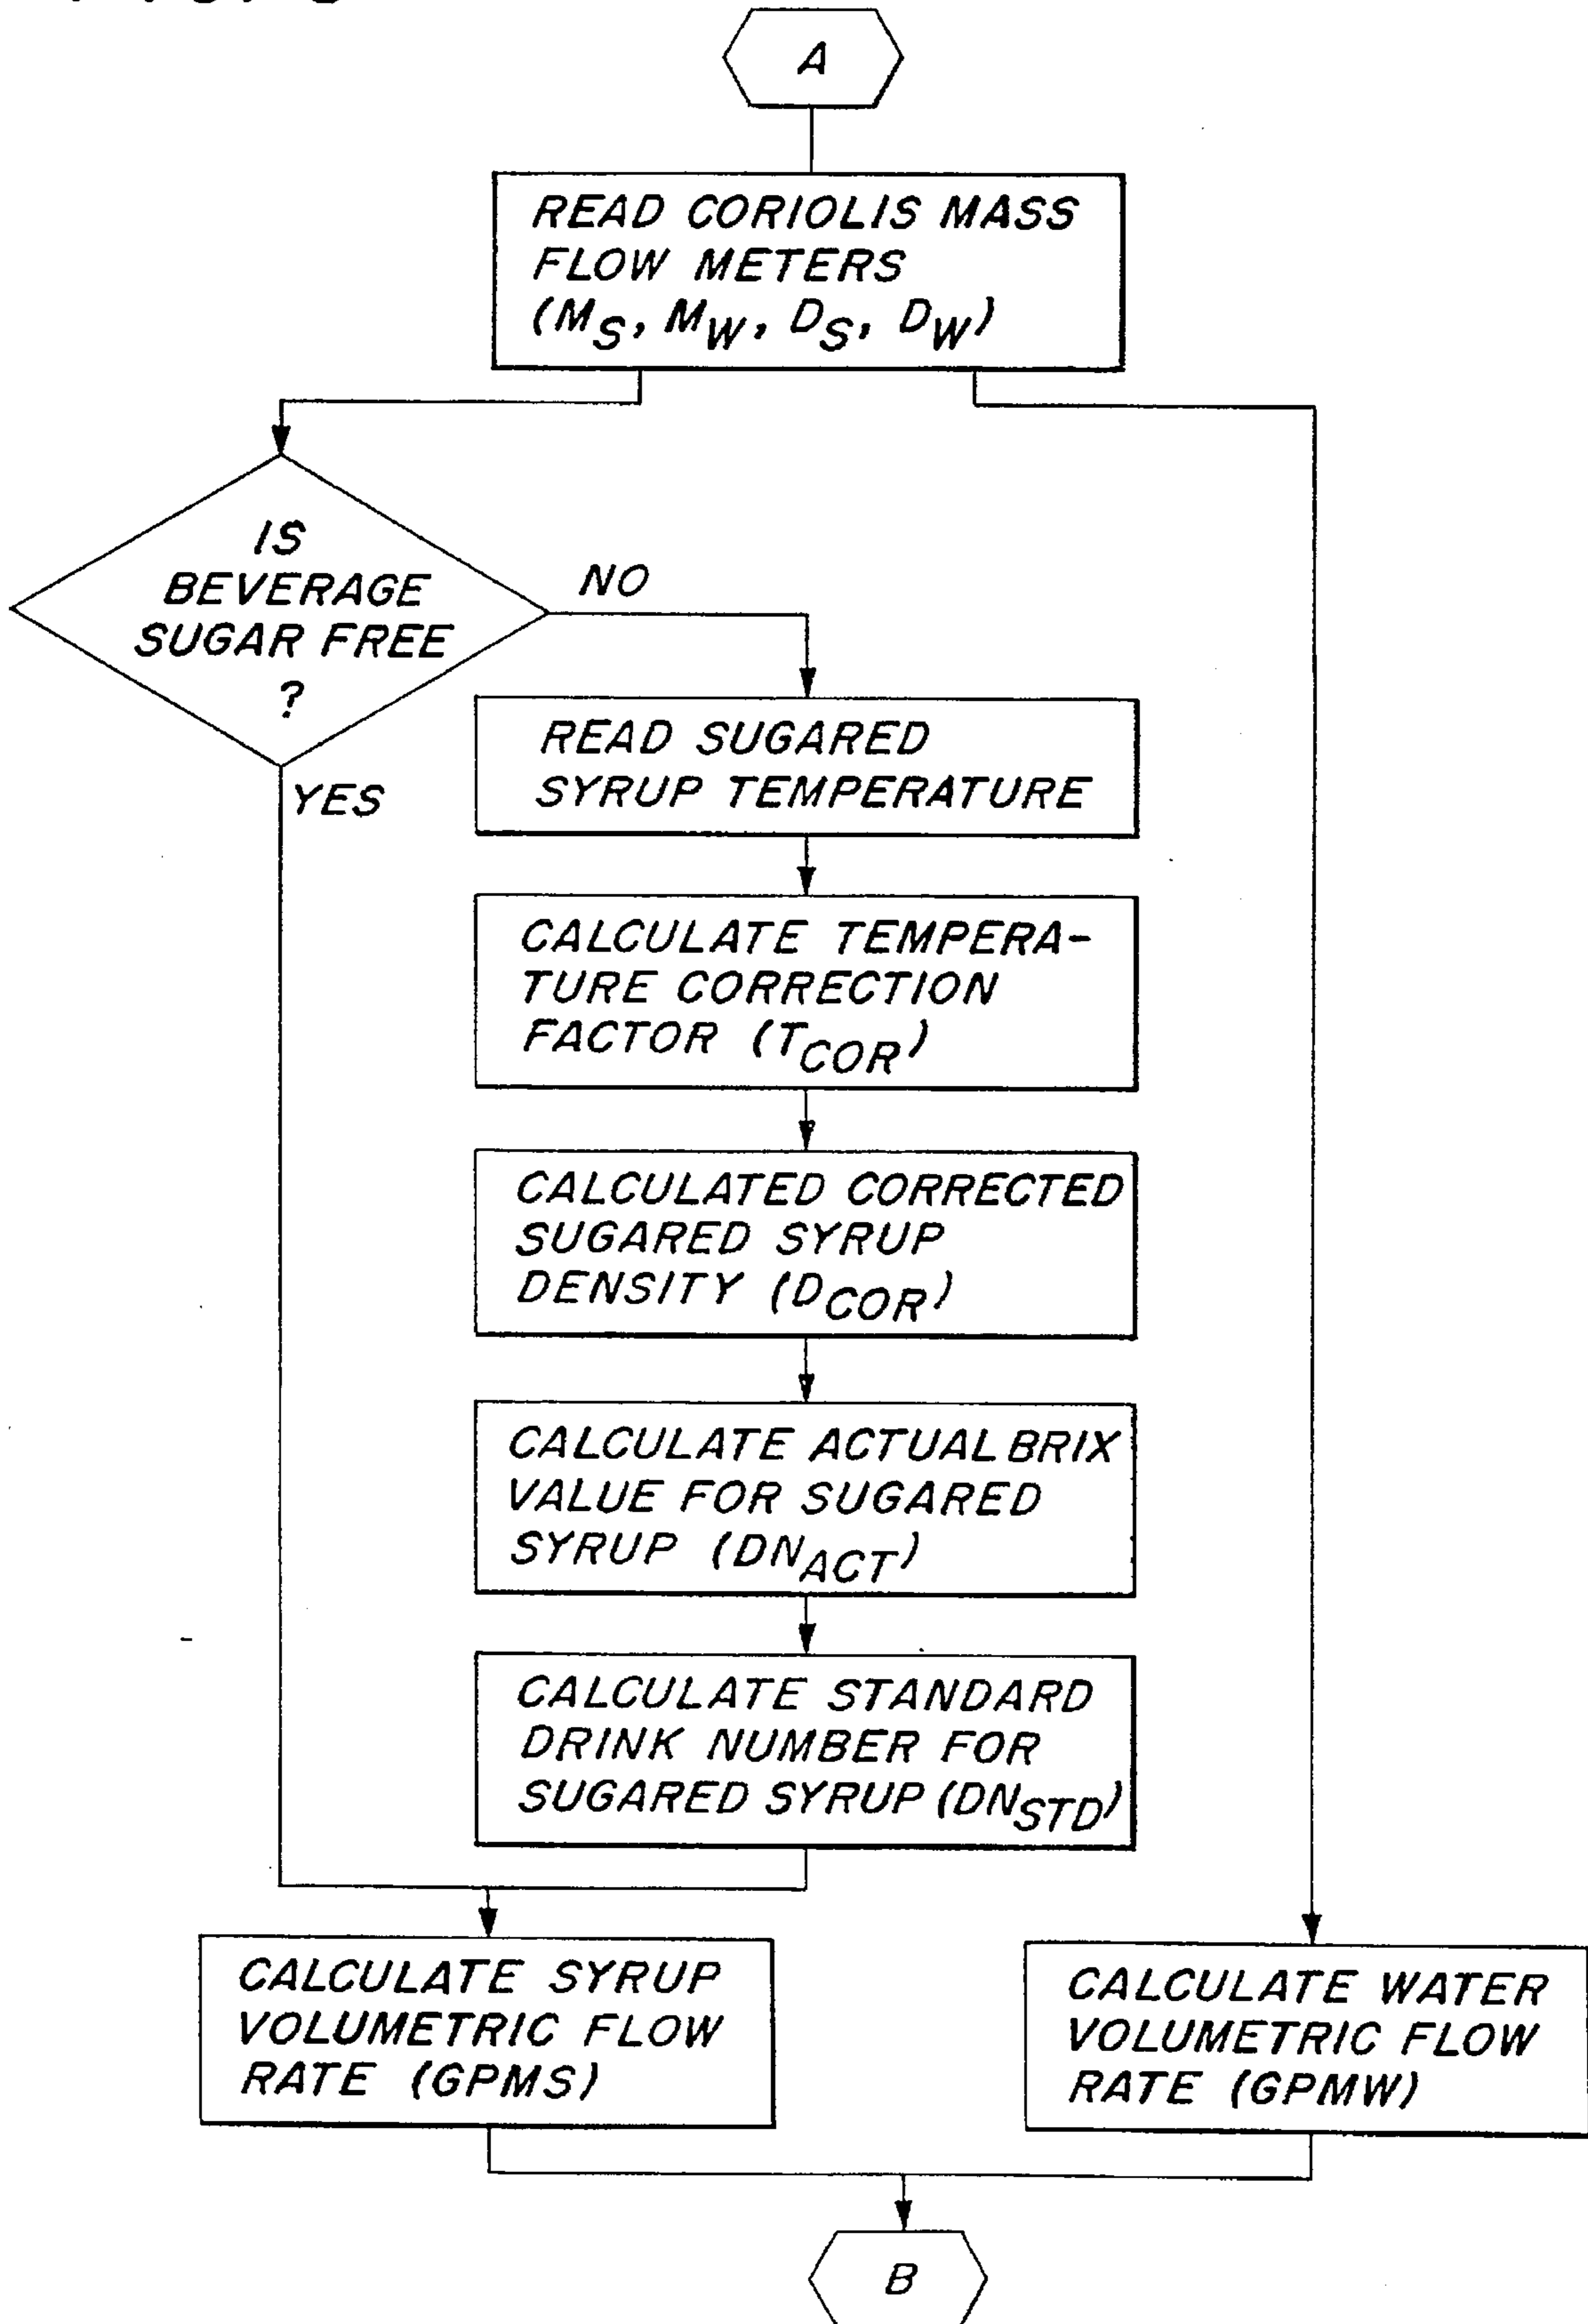 A
READ CORIOLIS MASS
FLOW METERS
(MS, MW, DS, DW)
IS
BEVERAGE
SUGAR FREE
?
NO
YES
READ SUGARED
SYRUP TEMPERATURE
CALCULATE TEMPERA-
TURE CORRECTION
FACTOR (TCOR)
CALCULATED CORRECTED
SUGARED SYRUP
DENSITY (DCOR)
CALCULATE ACTUAL BRIX
VALUE FOR SUGARED
SYRUP (DNACT)
CALCULATE STANDARD
DRINK NUMBER FOR
SUGARED SYRUP (DNSTD)
CALCULATE SYRUP
VOLUMETRIC FLOW
RATE (GPMS)
CALCULATE WATER
VOLUMETRIC FLOW
RATE (GPMW)
B